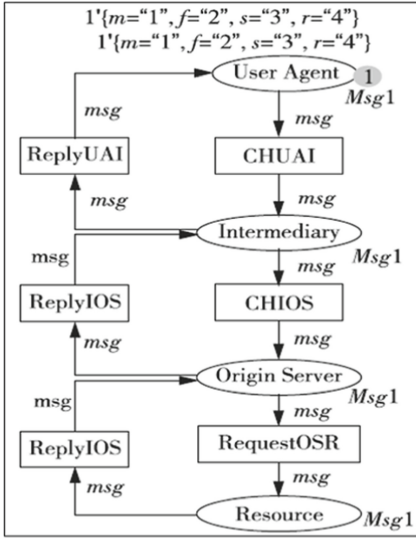 1'{m=“1”, f=“2”, s=“3”, r=“4”}
1'{m=“1”, f=“2”, s=“3”, r=“4”}
User Agent
1
Msg1
msg
msg
ReplyUAI
CHUAI
msg
msg
Intermediary
Msg1
msg
msg
ReplyIOS
CHIOS
msg
msg
Origin Server
Msg1
msg
msg
ReplyIOS
RequestOSR
msg
msg
Resource
Msg1